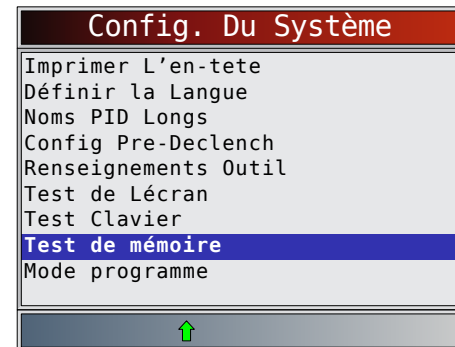 Config. Du Système
Imprimer L’en-tete
Définir la Langue
Noms PID Longs
Config Pre-Declench
Renseignements Outil
Test de Lécran
Test Clavier
Test de mémoire
Mode programme